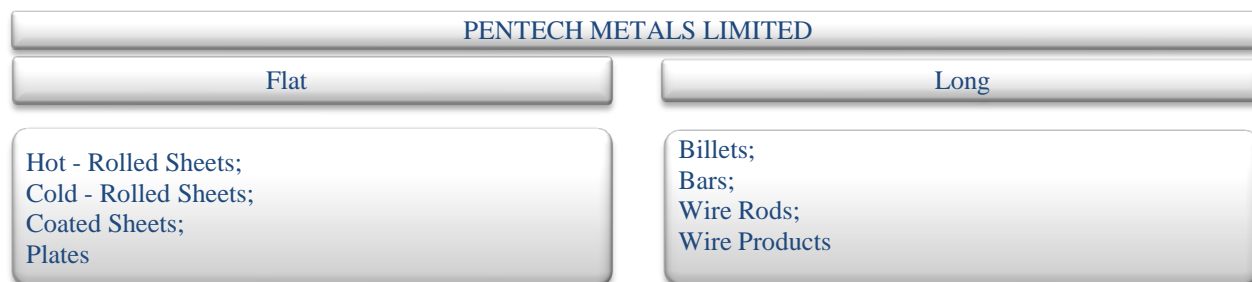 PENTECH METALS LIMITED
Flat
Long
Hot - Rolled Sheets;
Cold - Rolled Sheets;
Coated Sheets;
Plates
Billets;
Bars;
Wire Rods;
Wire Products